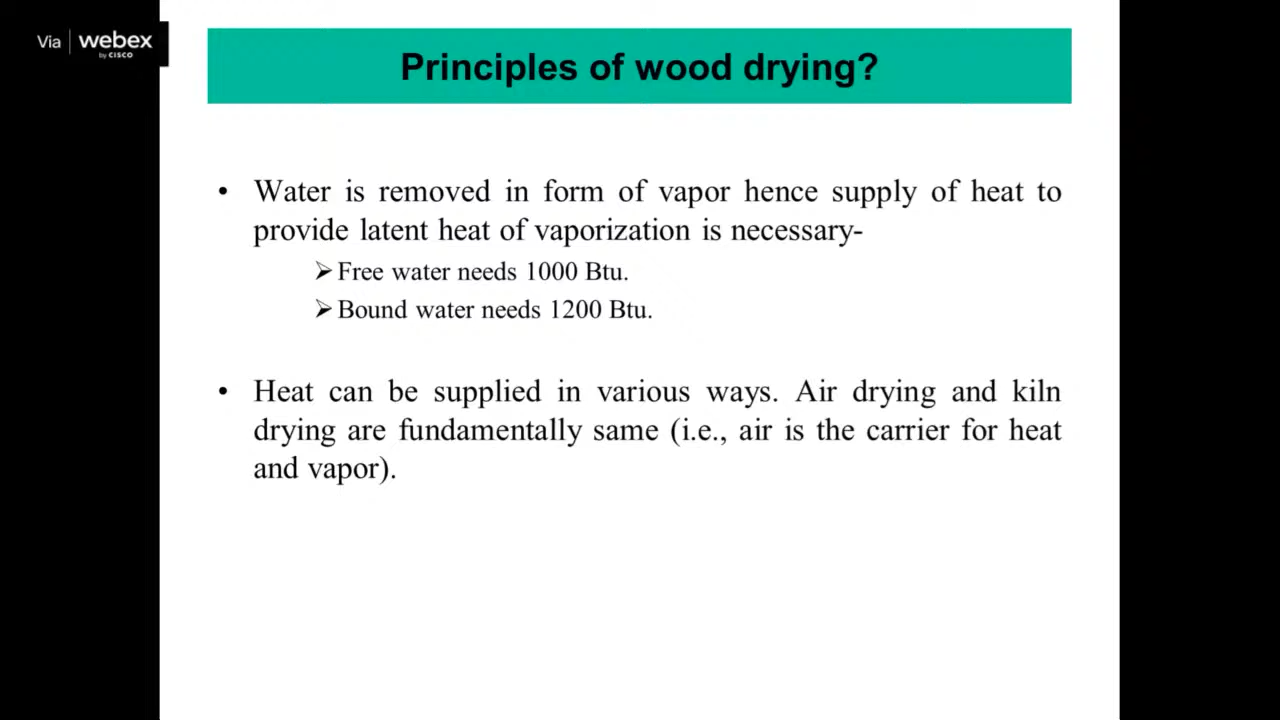 Via webex
by CISCO
Principles of wood drying?
• Water is removed in form of vapor hence supply of heat to
provide latent heat of vaporization is necessary-
➢Free water needs 1000 Btu.
➢Bound water needs 1200 Btu.
• Heat can be supplied in various ways. Air drying and kiln
drying are fundamentally same (i.e., air is the carrier for heat
and vapor).